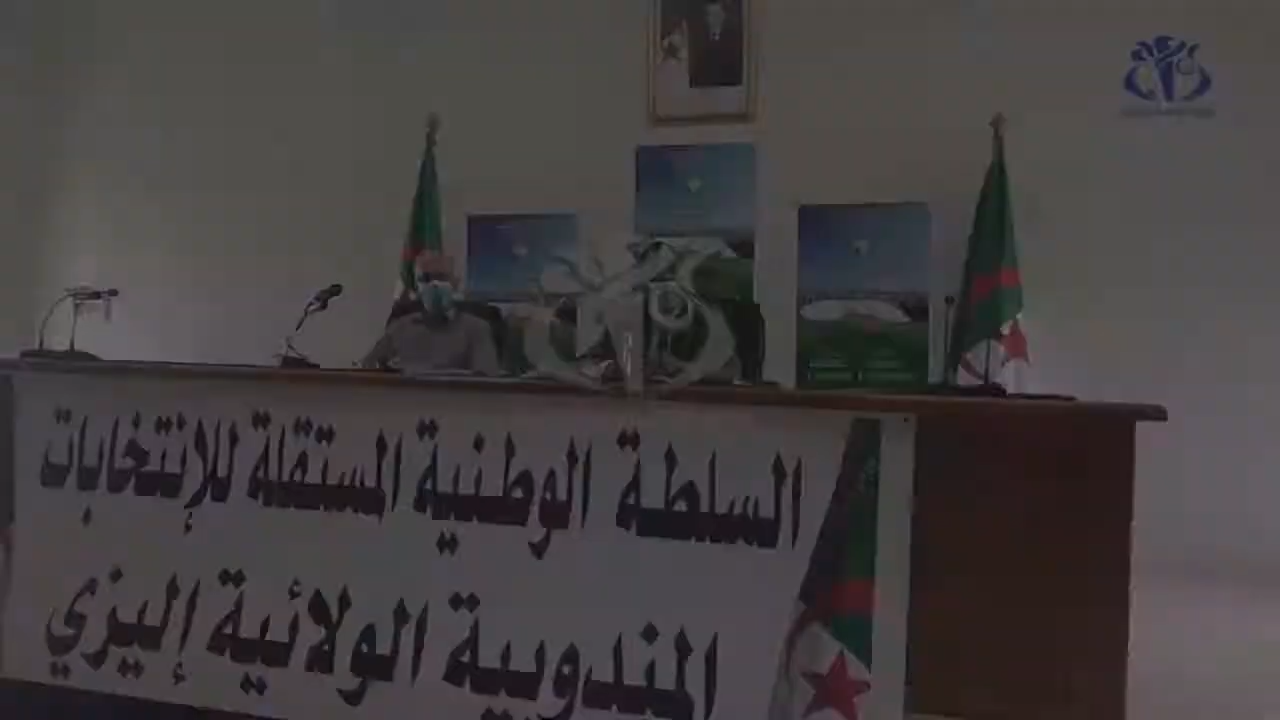 السلطة الوطنية المستقلة للإنتخابات
المندوبية الولائية إليزي